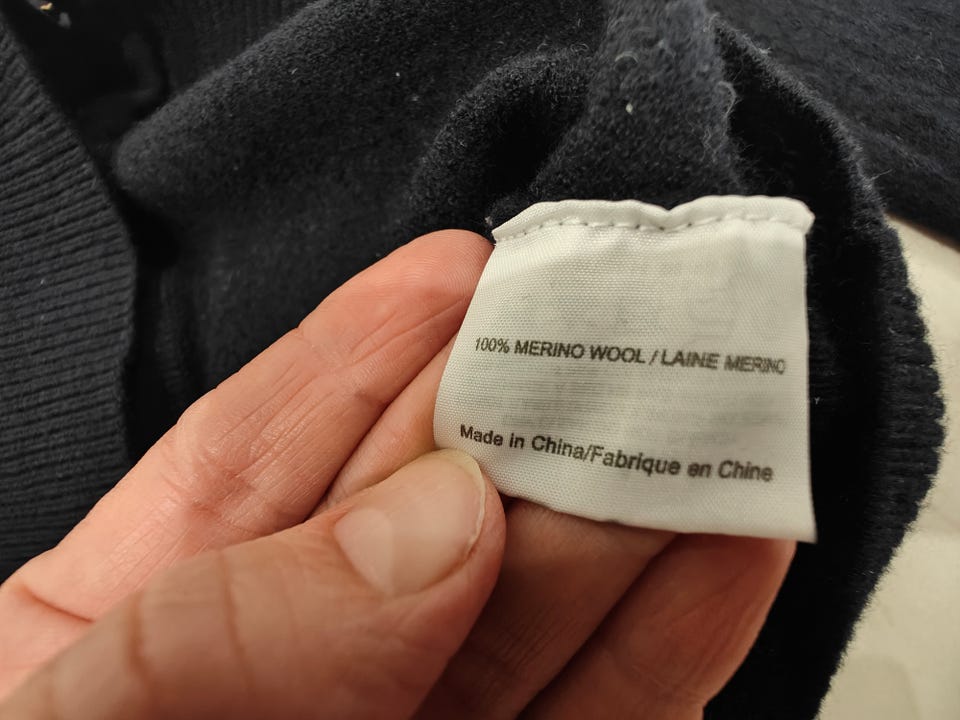 100% MERINO WOOL / LAINE MERINO
Made in China/Fabrique en Chine